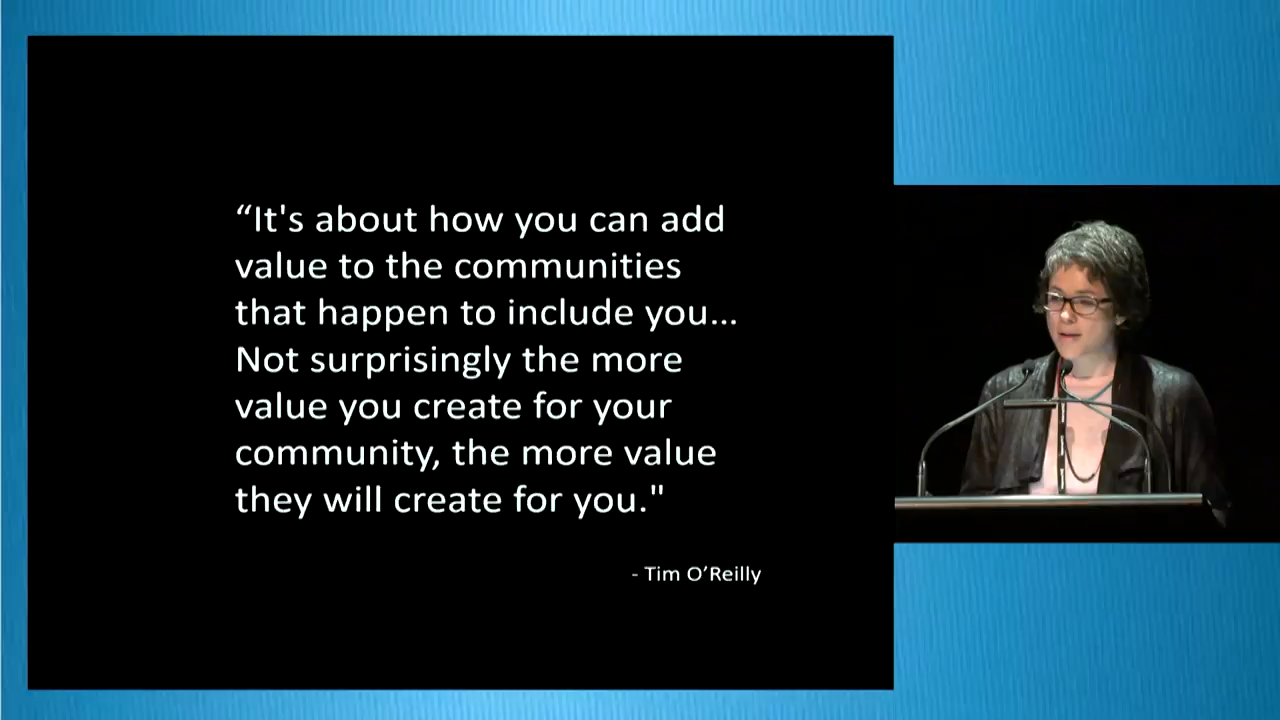 “It's about how you can add
value to the communities
that happen to include you…
Not surprisingly the more
value you create for your
community, the more value
they will create for you."
- Tim O’Reilly